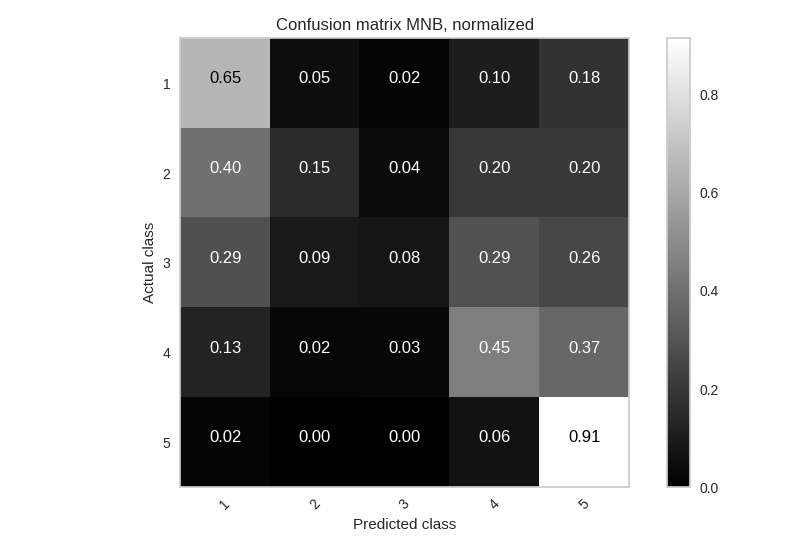 Confusion matrix MNB, normalized
1 0.65 0.05 0.02 0.10 0.18
2 0.40 0.15 0.04 0.20 0.20
3 0.29 0.09 0.08 0.29 0.26
4 0.13 0.02 0.03 0.45 0.37
5 0.02 0.00 0.00 0.06 0.91
Actual class
1 2 3 4 5
Predicted class
0.8
0.6
0.4
0.2
0.0